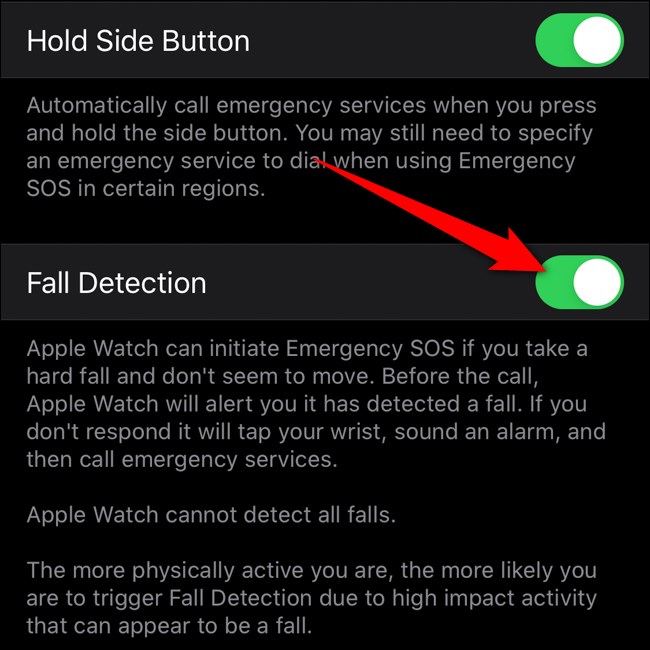 Hold Side Button
Automatically call emergency services when you press
and hold the side button. You may still need to specify
an emergency service to dial when using Emergency
SOS in certain regions.
Fall Detection
Apple Watch can initiate Emergency SOS if you take a
hard fall and don't seem to move. Before the call,
Apple Watch will alert you it has detected a fall. If you
don't respond it will tap your wrist, sound an alarm, and
then call emergency services.
Apple Watch cannot detect all falls.
The more physically active you are, the more likely you
are to trigger Fall Detection due to high impact activity
that can appear to be a fall.